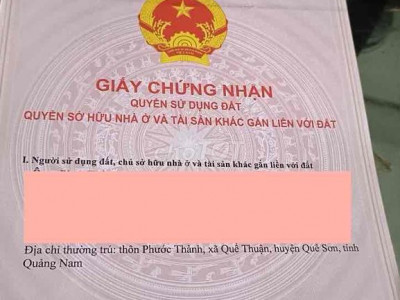 GIẤY CHỨNG NHẬN
QUYỀN SỬ DỤNG ĐẤT
QUYỀN SỞ HỮU NHÀ Ở VÀ TÀI SẢN KHÁC GẮN LIỀN VỚI ĐẤT
I. Người sử dụng đất, chủ sở hữu nhà ở và tài sản khác gắn liền với đất
Địa chỉ thường trú: thôn Phước Thành, xã Quế Thuận, huyện Quế Sơn, tỉnh
Quảng Nam